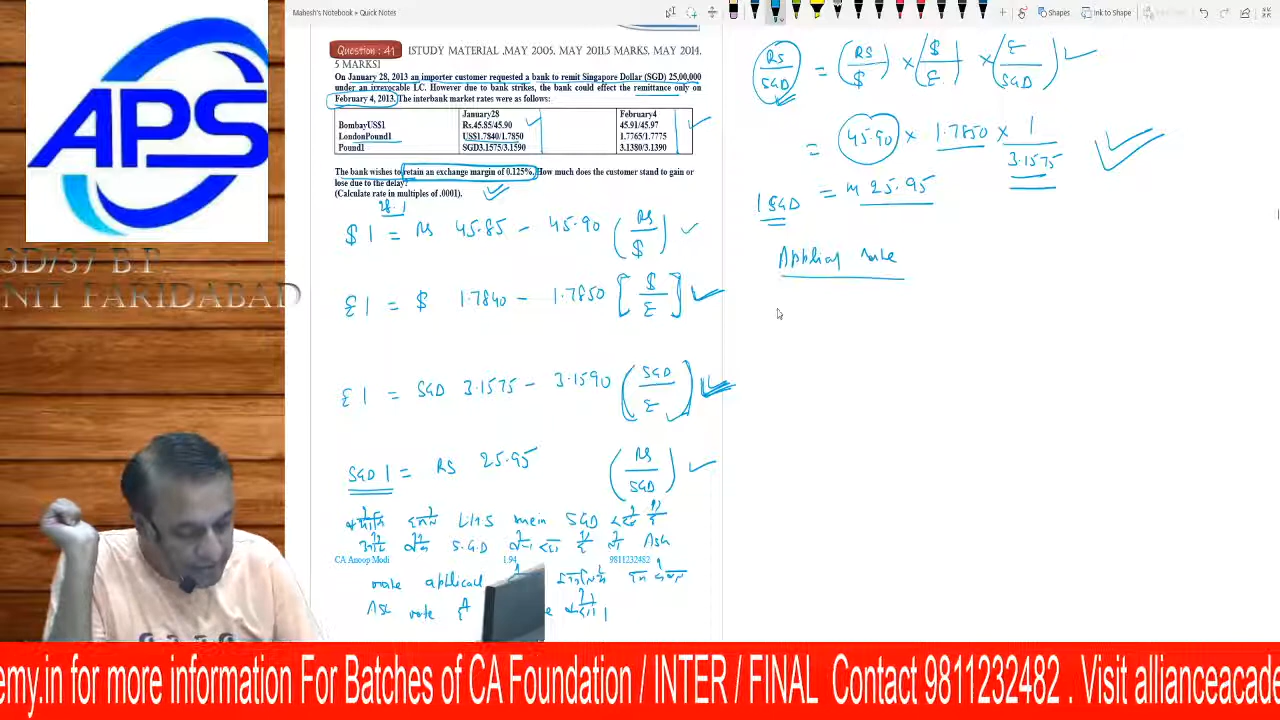 Mahesh's Notebook » Quick Notes
Shapes
Ink to Shape
APS
3D/37 B.P.
NIT FARIDABAD
Question : 41
[STUDY MATERIAL ,MAY 2005, MAY 2011,5 MARKS, MAY 2014,
5 MARKS]
On January 28, 2013 an importer customer requested a bank to remit Singapore Dollar (SGD) 25,00,000
under an irrevocable LC. However due to bank strikes, the bank could effect the remittance only on
February 4, 2013. The interbank market rates were as follows:
January28 February4
BombayUS$1 Rs.45.85/45.90 45.91/45.97
LondonPound1 US$1.7840/1.7850 1.7765/1.7775
Pound1 SGD3.1575/3.1590 3.1380/3.1390
The bank wishes to retain an exchange margin of 0.125%. How much does the customer stand to gain or
lose due to the delay?
(Calculate rate in multiples of .0001).
28.1
$ 1 = Rs 45.85 - 45.90 (Rs/$)
£1 = $ 1.7840 - 1.7850 [$/£]
£1 = SGD 3.1575 - 3.1590 (SGD/£)
SGD 1 = Rs 25.95 (Rs/SGD)
LHS mein SGD
S.G.D Ask
CA Anoop Modi 1.94 9811232482
rate applical
Ask rate
Rs/SGD = (Rs/$) × ($/£) × (£/SGD)
= 45.90 × 1.7850 × 1/3.1575
1 SGD = 25.95
Applical rate
emy.in for more information For Batches of CA Foundation / INTER / FINAL Contact 9811232482 . Visit allianceacade